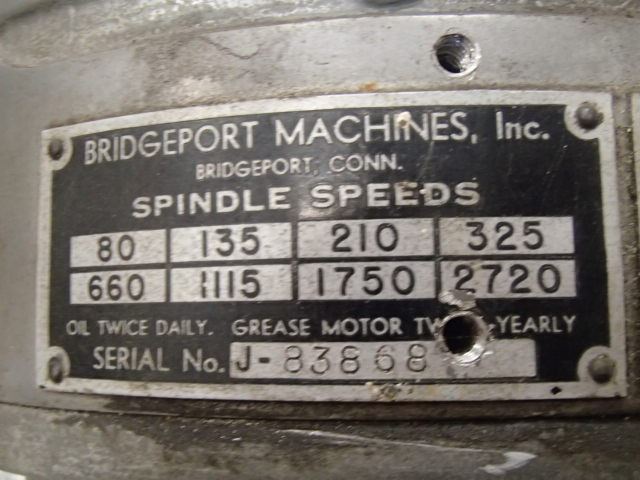 BRIDGEPORT MACHINES, Inc.
BRIDGEPORT, CONN.
SPINDLE SPEEDS
80 135 210 325
660 1115 1750 2720
OIL TWICE DAILY. GREASE MOTOR -YEARLY
SERIAL No. J-83868